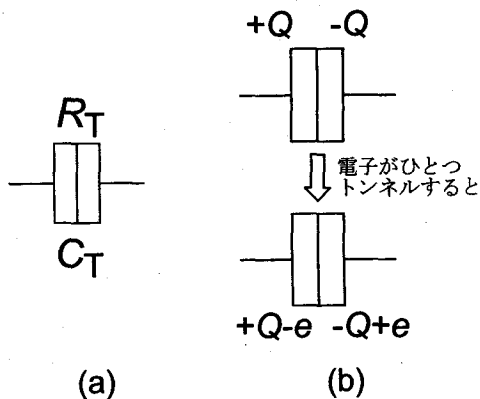 R_T
C_T
(a)
+Q -Q
電子がひとつ
トンネルすると
+Q-e -Q+e
(b)